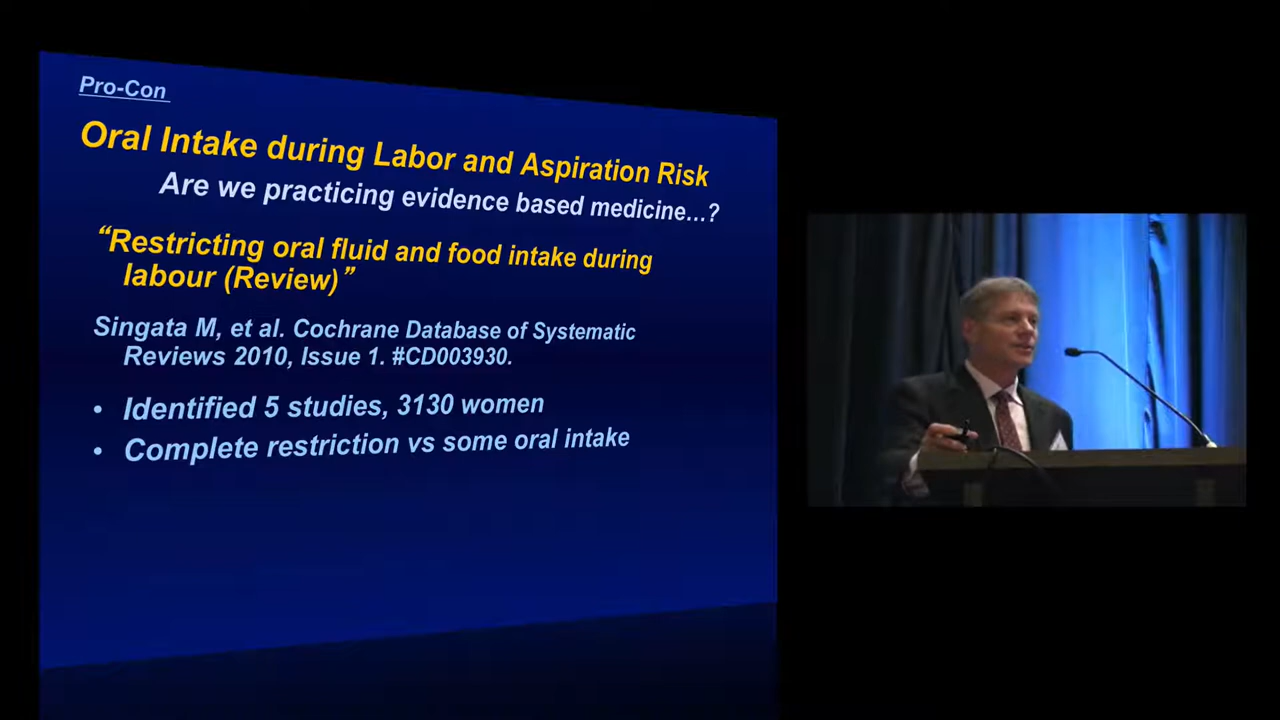 Pro-Con
Oral Intake during Labor and Aspiration Risk
Are we practicing evidence based medicine…?
“Restricting oral fluid and food intake during
labour (Review)”
Singata M, et al. Cochrane Database of Systematic
Reviews 2010, Issue 1. #CD003930.
• Identified 5 studies, 3130 women
• Complete restriction vs some oral intake